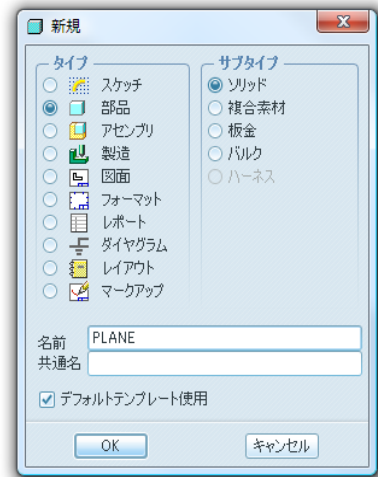 新規
タイプ
スケッチ
部品
アセンブリ
製造
図面
フォーマット
レポート
ダイヤグラム
レイアウト
マークアップ
サブタイプ
ソリッド
複合素材
板金
バルク
ハーネス
名前 PLANE
共通名
デフォルトテンプレート使用
OK キャンセル